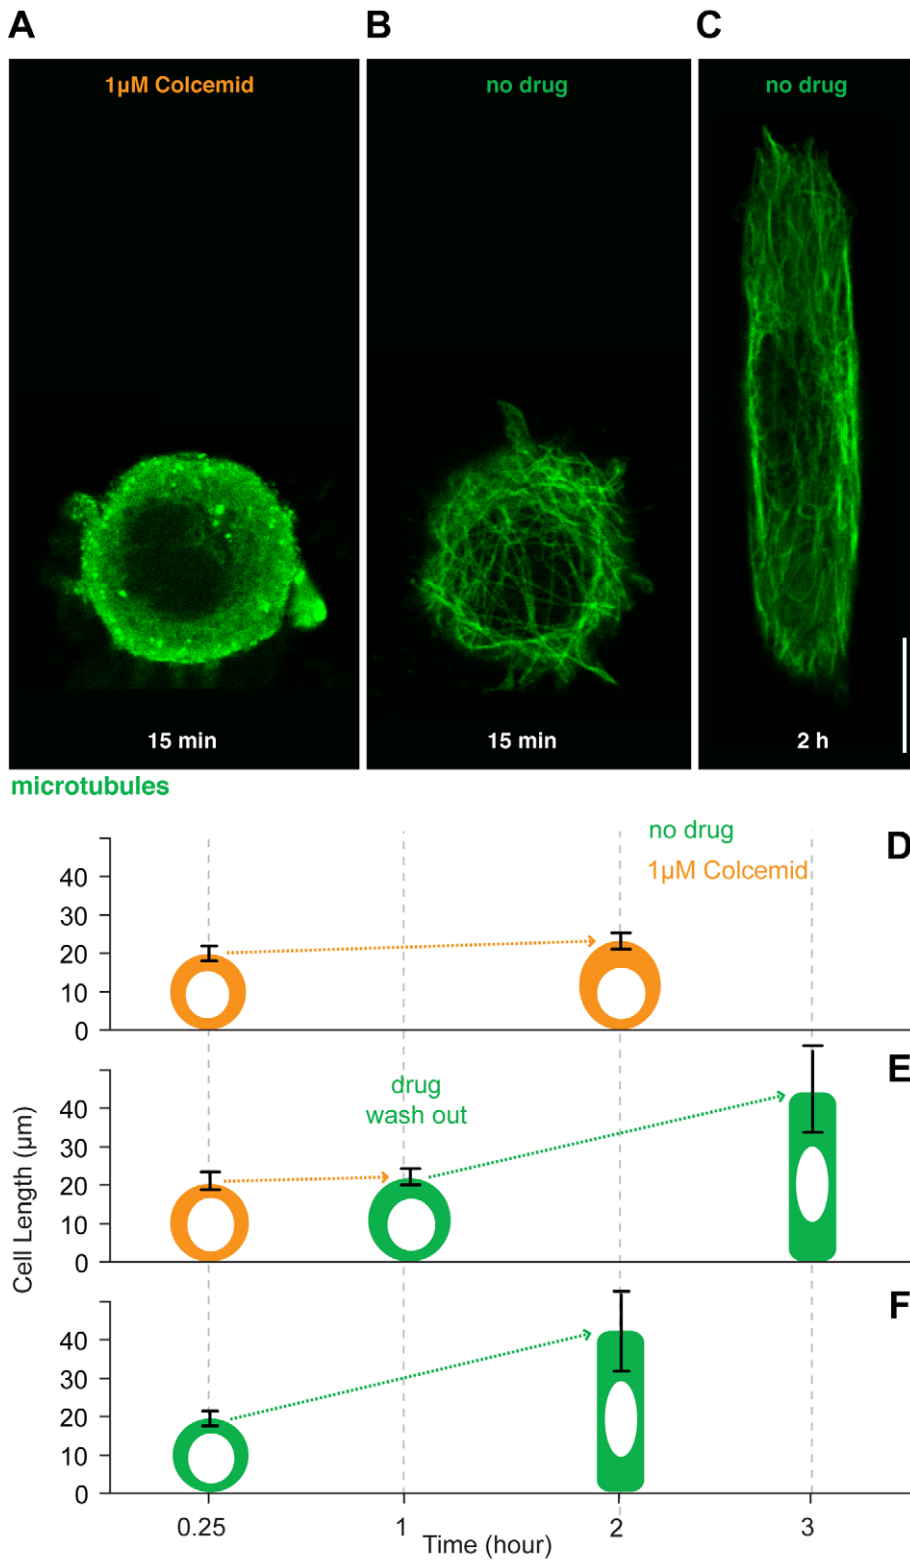 A
B
C
1µM Colcemid
no drug
no drug
15 min
15 min
2 h
microtubules
no drug
1µM Colcemid
D
40
30
20
10
0
E
drug
wash out
40
30
20
10
0
Cell Length (µm)
F
40
30
20
10
0
0.25
1
2
3
Time (hour)